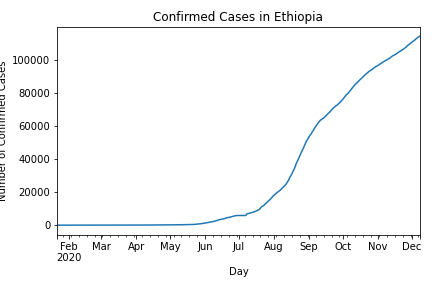 Confirmed Cases in Ethiopia
Number of Confirmed Cases
100000
80000
60000
40000
20000
0
Feb Mar Apr May Jun Jul Aug Sep Oct Nov Dec
2020
Day